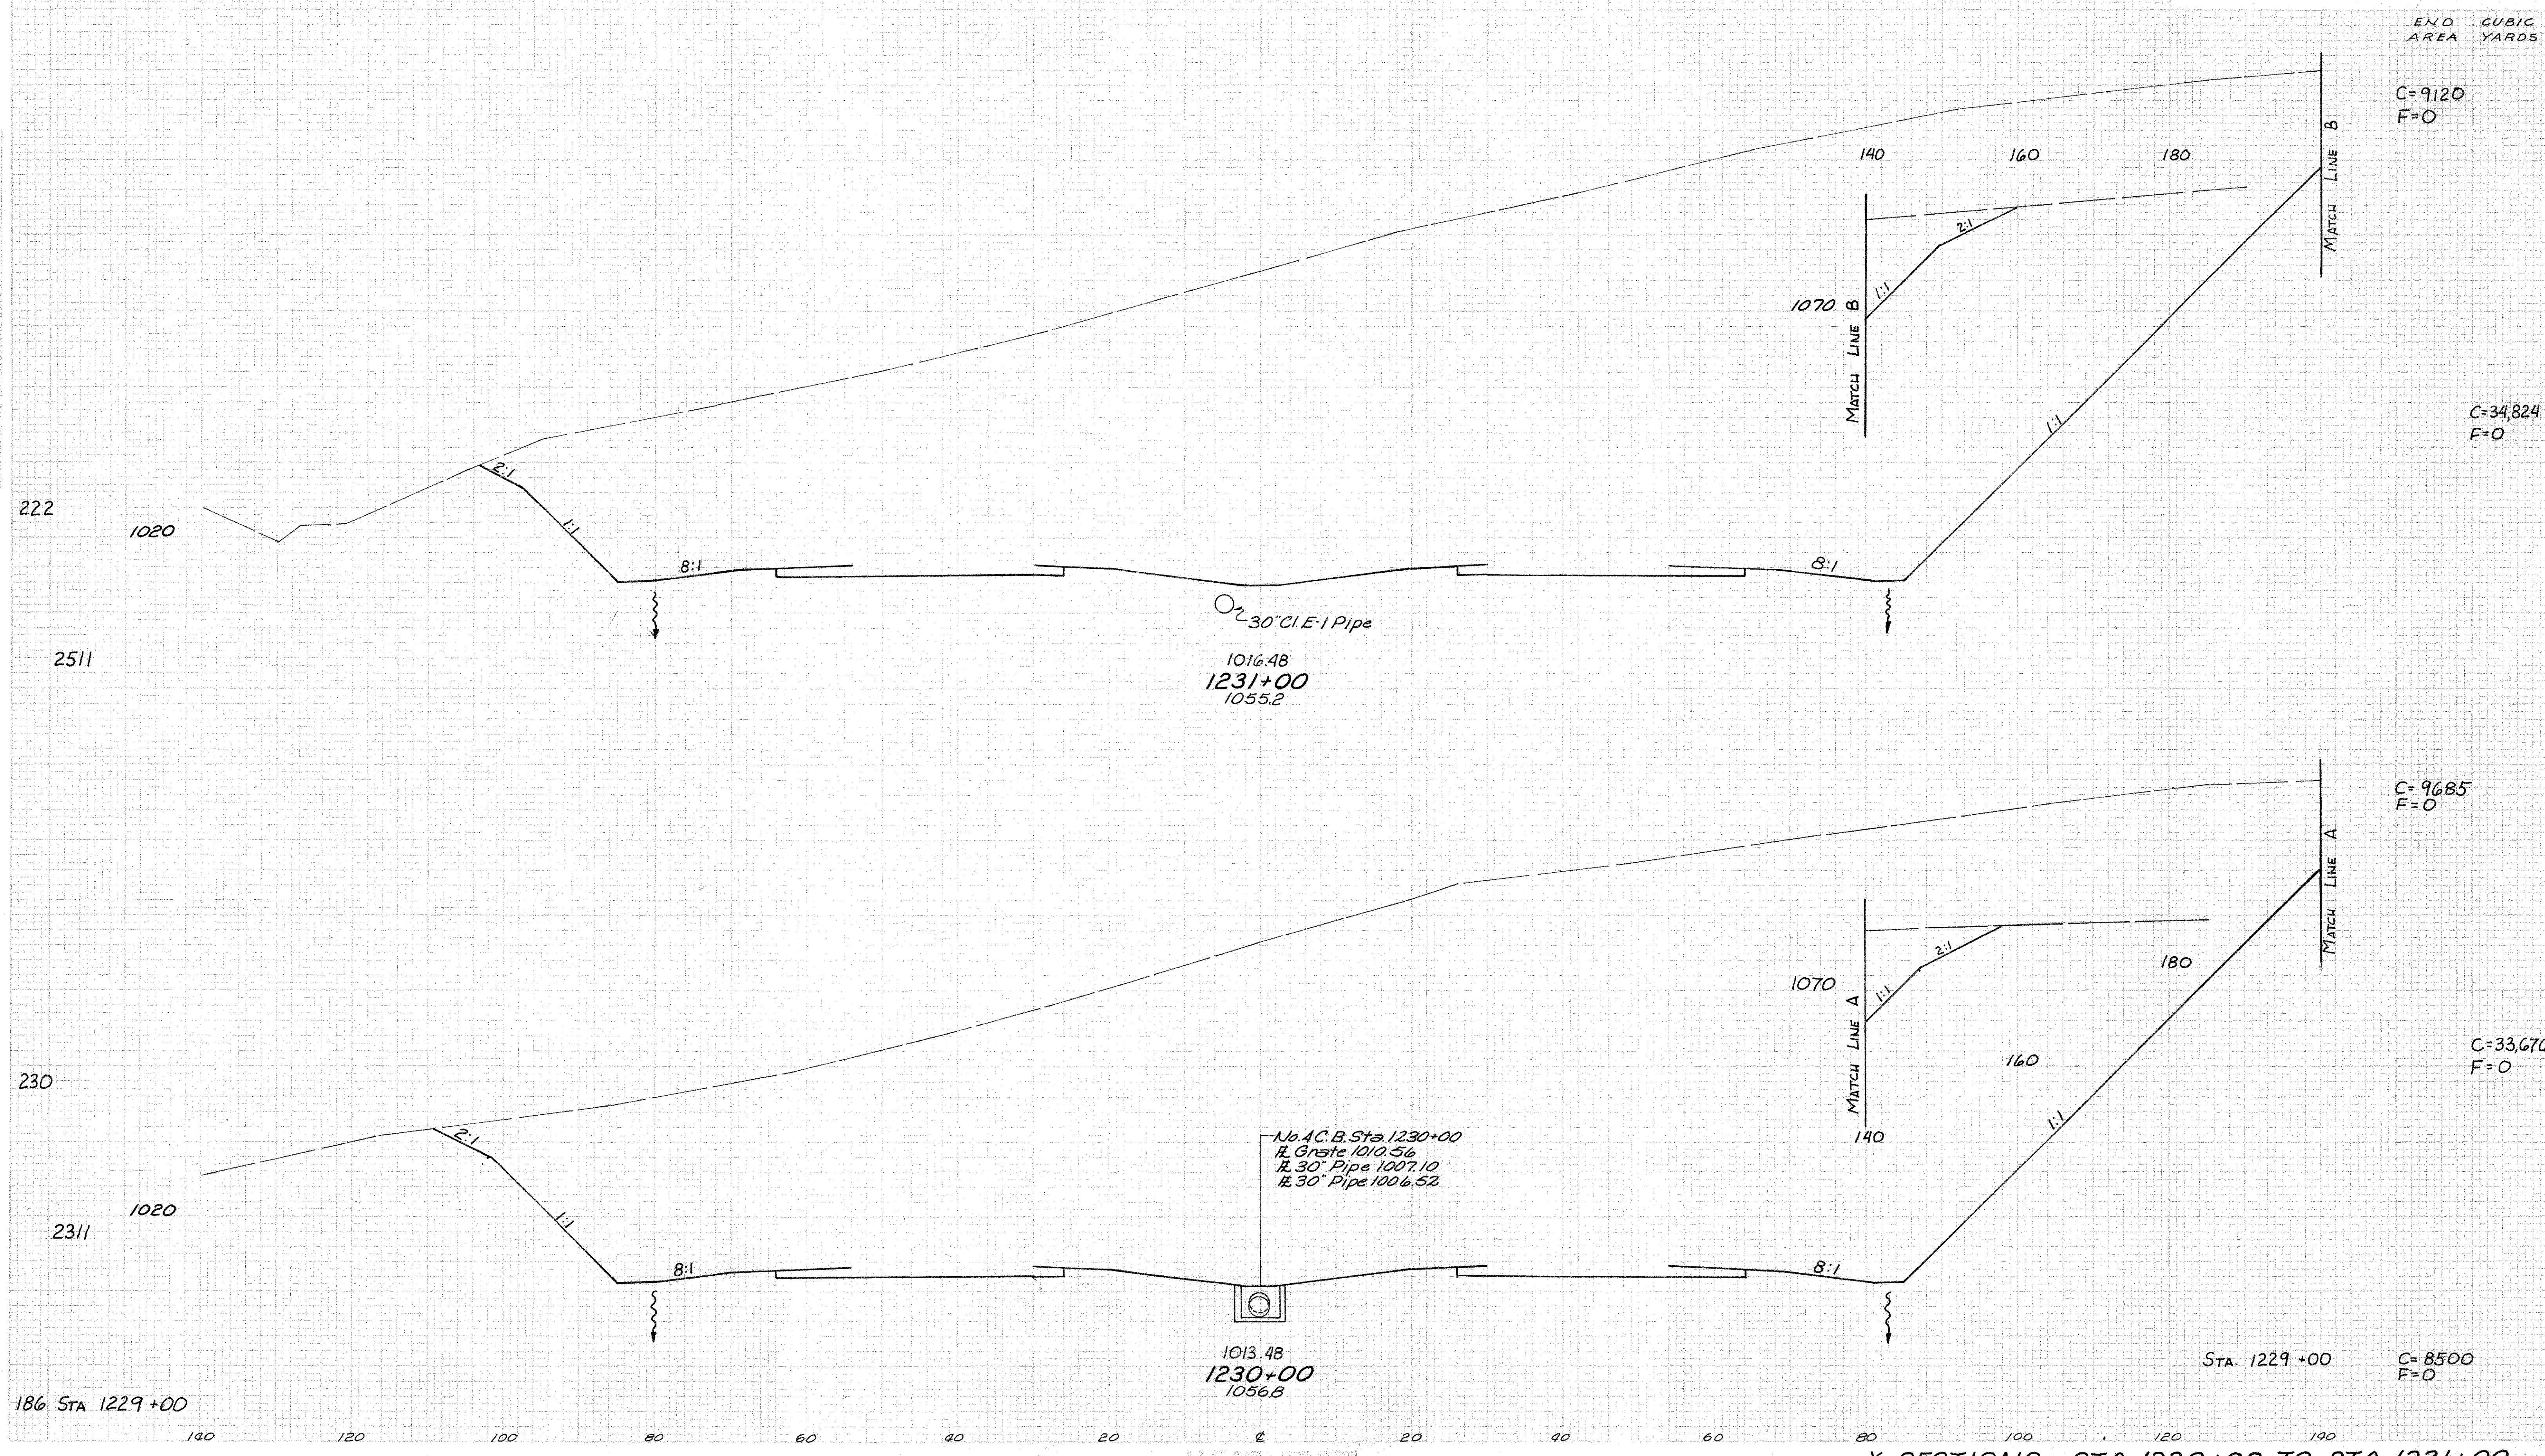 END CUBIC
AREA YARDS
C=9120
F=0
MATCH LINE B
140 160 180
2:1
1:1
1070
MATCH LINE B
1:1
C=34,824
F=0
222
1020
2:1
1:1
8:1
8:1
30" Cl. E-1 Pipe
2511
1016.48
1231+00
1055.2
C=9685
F=0
MATCH LINE A
2:1
180
1070
1:1
MATCH LINE A
160
140
1:1
C=33,670
F=0
230
No. 4 C.B. Sta. 1230+00
Grate 1010.56
30" Pipe 1007.10
30" Pipe 1006.52
2:1
1020
1:1
2311
8:1
8:1
1013.48
1230+00
1056.8
STA. 1229+00
C=8500
F=0
186 STA 1229+00
140 120 100 80 60 40 20 ℄ 20 40 60 80 100 120 140